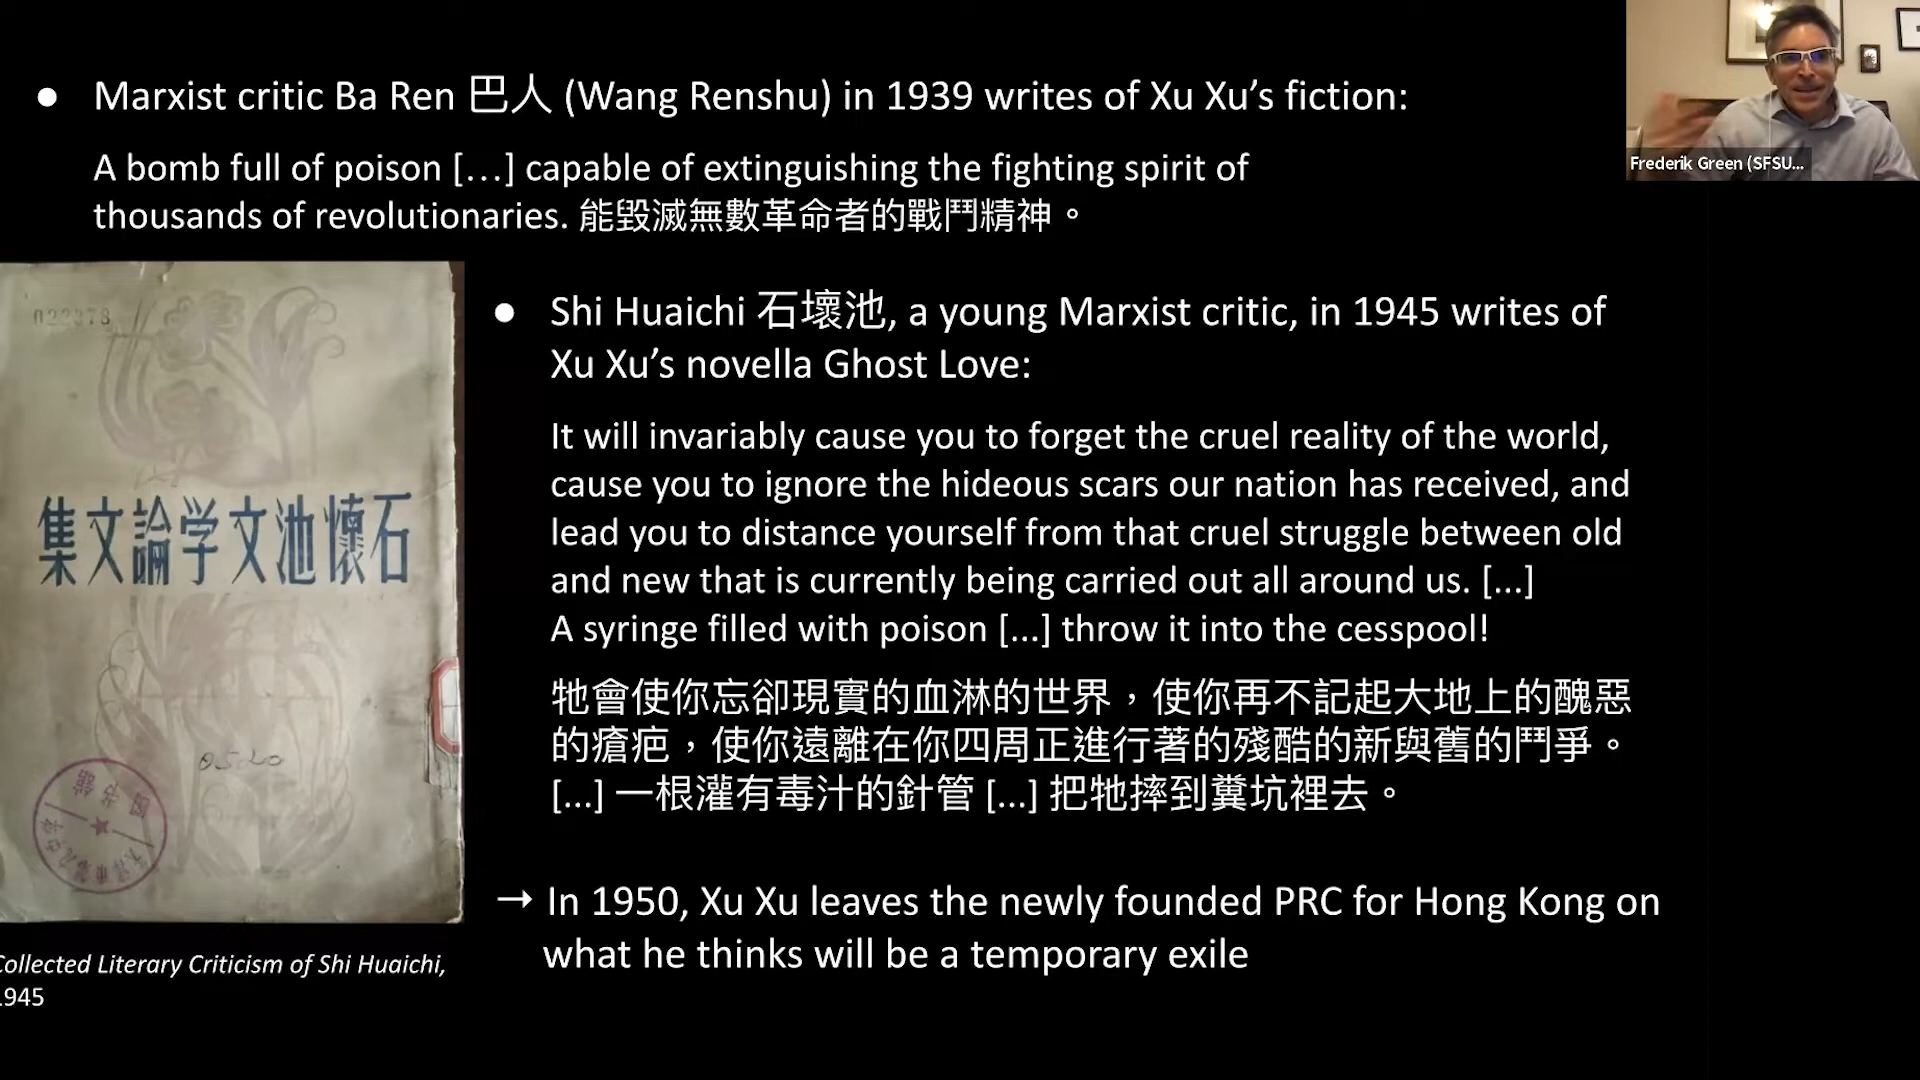 • Marxist critic Ba Ren 巴人 (Wang Renshu) in 1939 writes of Xu Xu’s fiction:
A bomb full of poison […] capable of extinguishing the fighting spirit of
thousands of revolutionaries. 能毀滅無數革命者的戰鬥精神。
Frederik Green (SFSU...
• Shi Huaichi 石壞池, a young Marxist critic, in 1945 writes of
Xu Xu’s novella Ghost Love:
It will invariably cause you to forget the cruel reality of the world,
cause you to ignore the hideous scars our nation has received, and
lead you to distance yourself from that cruel struggle between old
and new that is currently being carried out all around us. [...]
A syringe filled with poison [...] throw it into the cesspool!
牠會使你忘卻現實的血淋的世界，使你再不記起大地上的醜惡
的瘡疤，使你遠離在你四周正進行著的殘酷的新與舊的鬥爭。
[...] 一根灌有毒汁的針管 [...] 把牠摔到糞坑裡去。
→ In 1950, Xu Xu leaves the newly founded PRC for Hong Kong on
what he thinks will be a temporary exile
集文論学文池懷石
Collected Literary Criticism of Shi Huaichi,
1945